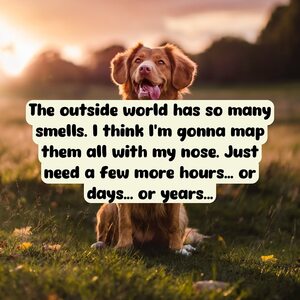 The outside world has so many
smells. I think I'm gonna map
them all with my nose. Just
need a few more hours... or
days... or years...